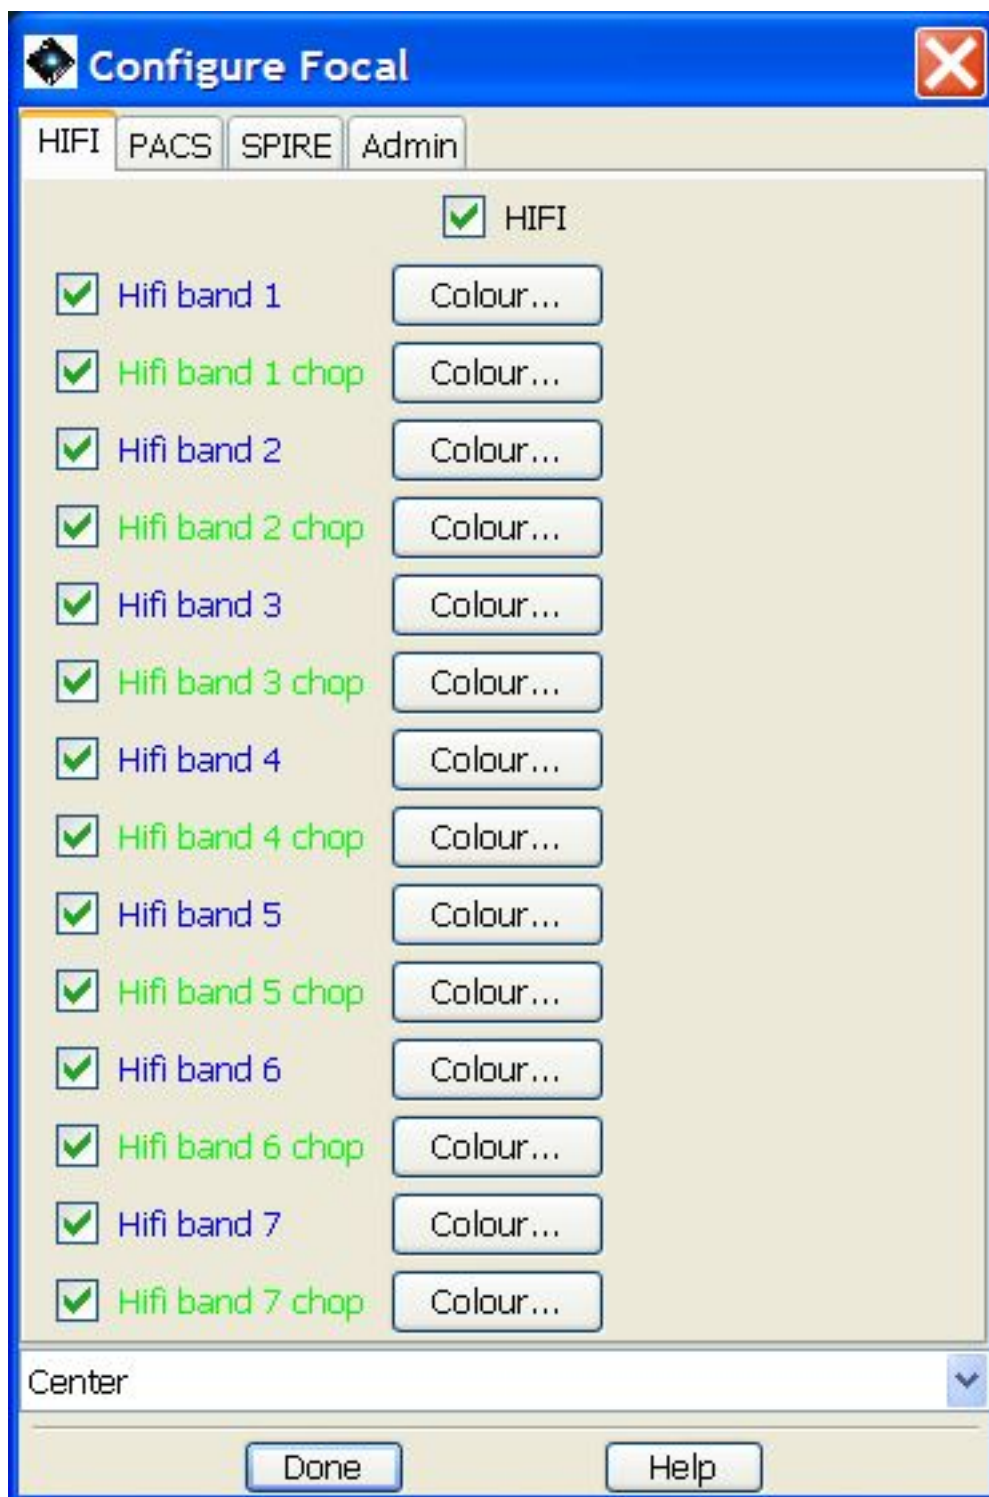 Configure Focal
HIFI PACS SPIRE Admin
HIFI
Hifi band 1 Colour...
Hifi band 1 chop Colour...
Hifi band 2 Colour...
Hifi band 2 chop Colour...
Hifi band 3 Colour...
Hifi band 3 chop Colour...
Hifi band 4 Colour...
Hifi band 4 chop Colour...
Hifi band 5 Colour...
Hifi band 5 chop Colour...
Hifi band 6 Colour...
Hifi band 6 chop Colour...
Hifi band 7 Colour...
Hifi band 7 chop Colour...
Center
Done Help